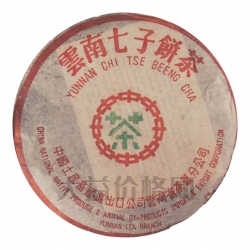 雲南七子餅茶
YUNNAN CHI TSE BEENG CHA
茶
中國土產畜產進出口公司雲南省茶葉分公司
CHINA NATIONAL NATIVE PRODUCE & ANIMAL BY-PRODUCTS IMPORT & EXPORT CORPORATION
YUNNAN TEA BRANCH